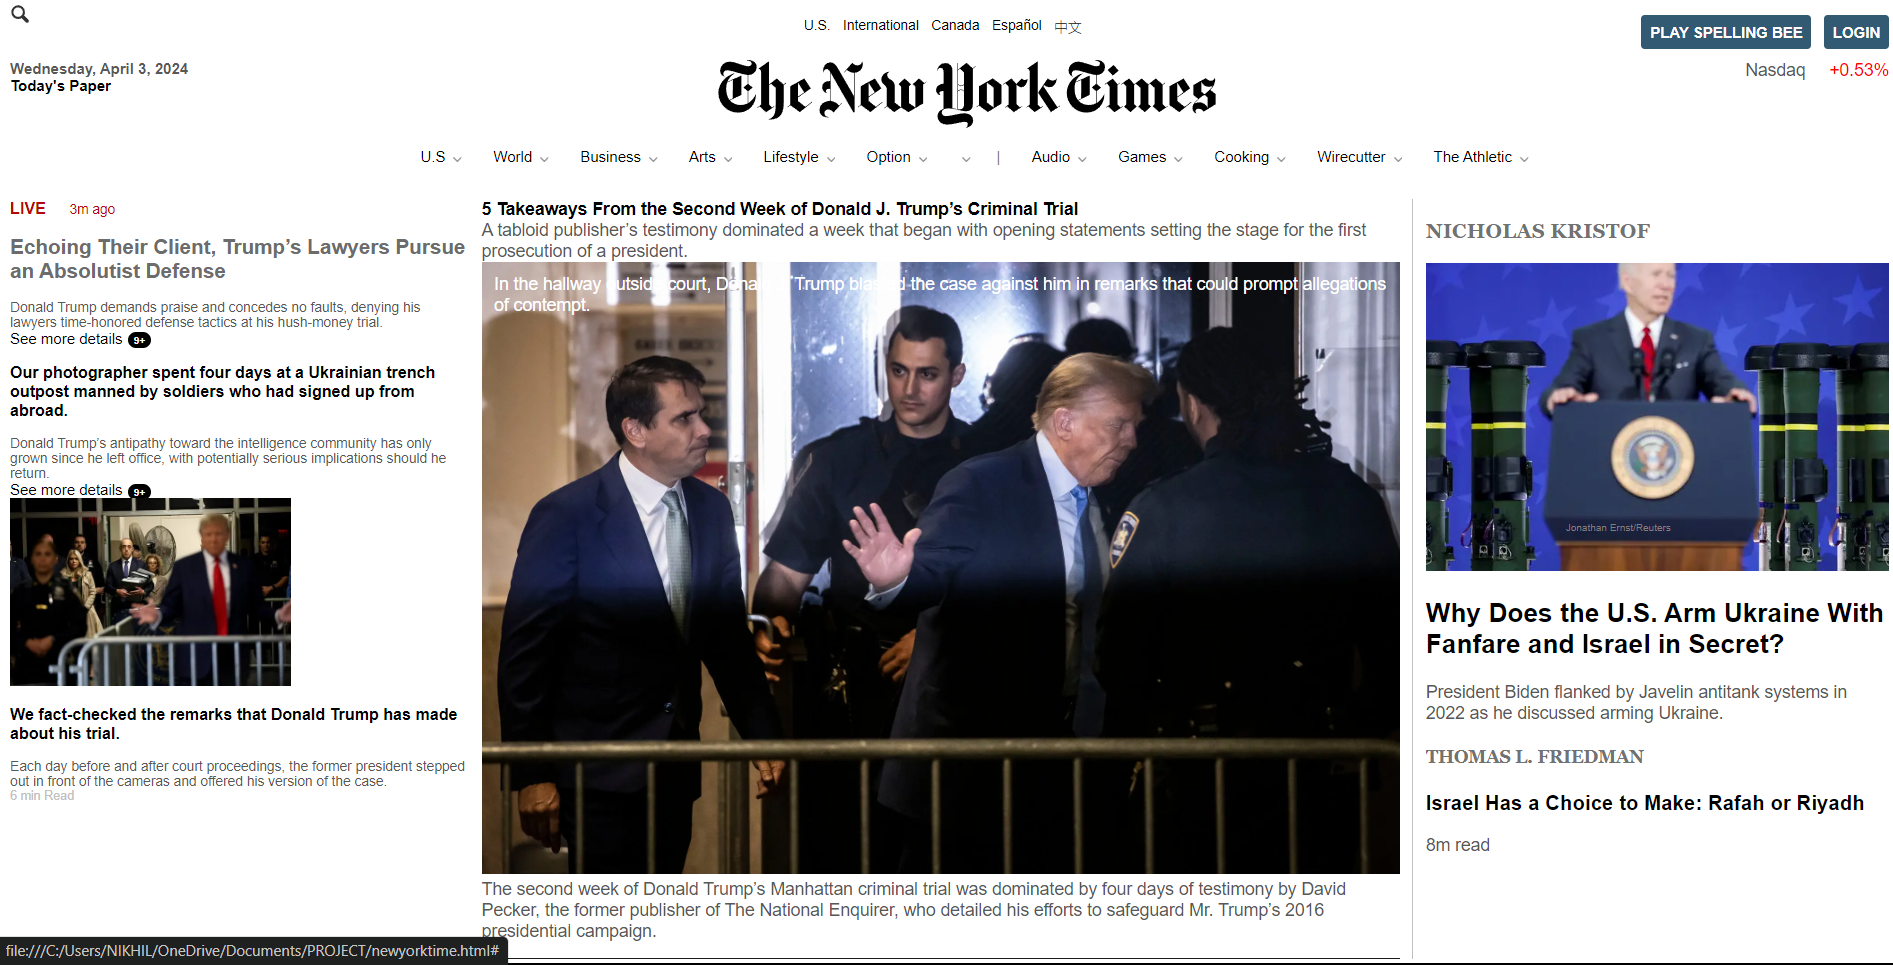 U.S. International Canada Español 中文
PLAY SPELLING BEE LOGIN
Wednesday, April 3, 2024
Today's Paper
The New York Times
Nasdaq +0.53%
U.S World Business Arts Lifestyle Option | Audio Games Cooking Wirecutter The Athletic
LIVE 3m ago
Echoing Their Client, Trump’s Lawyers Pursue
an Absolutist Defense
Donald Trump demands praise and concedes no faults, denying his
lawyers time-honored defense tactics at his hush-money trial.
See more details 9+
Our photographer spent four days at a Ukrainian trench
outpost manned by soldiers who had signed up from
abroad.
Donald Trump’s antipathy toward the intelligence community has only
grown since he left office, with potentially serious implications should he
return.
See more details 9+
We fact-checked the remarks that Donald Trump has made
about his trial.
Each day before and after court proceedings, the former president stepped
out in front of the cameras and offered his version of the case.
6 min Read
5 Takeaways From the Second Week of Donald J. Trump’s Criminal Trial
A tabloid publisher’s testimony dominated a week that began with opening statements setting the stage for the first
prosecution of a president.
In the hallway outside court, Trump the case against him in remarks that could prompt allegations
of contempt.
The second week of Donald Trump’s Manhattan criminal trial was dominated by four days of testimony by David
Pecker, the former publisher of The National Enquirer, who detailed his efforts to safeguard Mr. Trump’s 2016
presidential campaign.
NICHOLAS KRISTOF
Jonathan Ernst/Reuters
Why Does the U.S. Arm Ukraine With
Fanfare and Israel in Secret?
President Biden flanked by Javelin antitank systems in
2022 as he discussed arming Ukraine.
THOMAS L. FRIEDMAN
Israel Has a Choice to Make: Rafah or Riyadh
8m read
file:///C:/Users/NIKHIL/OneDrive/Documents/PROJECT/newyorktime.html#